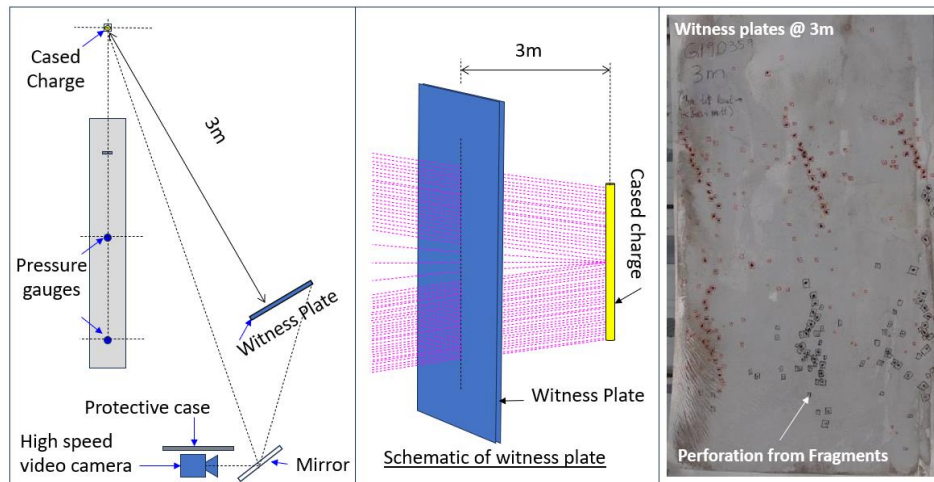 Cased
Charge
3m
Pressure
gauges
Witness Plate
Protective case
High speed
video camera
Mirror
3m
Cased charge
Witness Plate
Schematic of witness plate
Witness plates @ 3m
3m
Perforation from Fragments